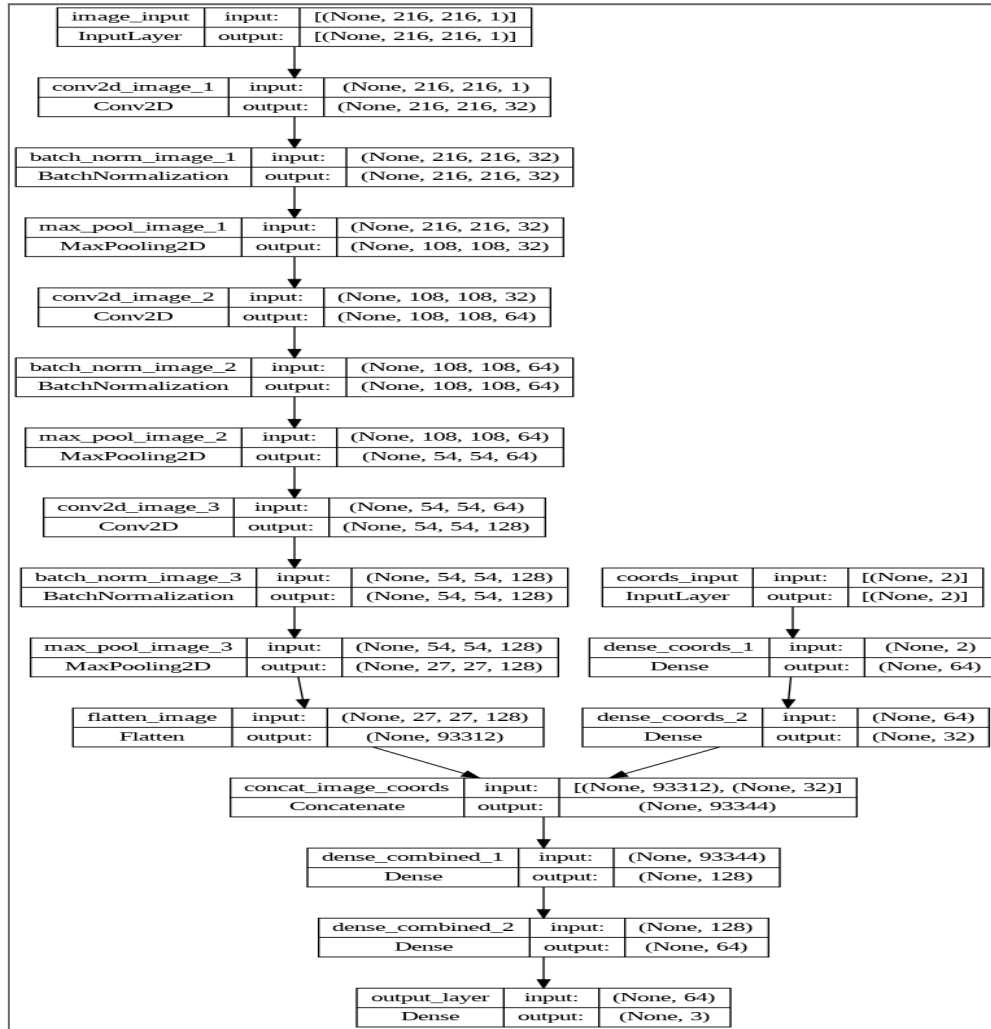 image_input input: [(None, 216, 216, 1)]
InputLayer output: [(None, 216, 216, 1)]
conv2d_image_1 input: (None, 216, 216, 1)
Conv2D output: (None, 216, 216, 32)
batch_norm_image_1 input: (None, 216, 216, 32)
BatchNormalization output: (None, 216, 216, 32)
max_pool_image_1 input: (None, 216, 216, 32)
MaxPooling2D output: (None, 108, 108, 32)
conv2d_image_2 input: (None, 108, 108, 32)
Conv2D output: (None, 108, 108, 64)
batch_norm_image_2 input: (None, 108, 108, 64)
BatchNormalization output: (None, 108, 108, 64)
max_pool_image_2 input: (None, 108, 108, 64)
MaxPooling2D output: (None, 54, 54, 64)
conv2d_image_3 input: (None, 54, 54, 64)
Conv2D output: (None, 54, 54, 128)
batch_norm_image_3 input: (None, 54, 54, 128)
BatchNormalization output: (None, 54, 54, 128)
coords_input input: [(None, 2)]
InputLayer output: [(None, 2)]
max_pool_image_3 input: (None, 54, 54, 128)
MaxPooling2D output: (None, 27, 27, 128)
dense_coords_1 input: (None, 2)
Dense output: (None, 64)
flatten_image input: (None, 27, 27, 128)
Flatten output: (None, 93312)
dense_coords_2 input: (None, 64)
Dense output: (None, 32)
concat_image_coords input: [(None, 93312), (None, 32)]
Concatenate output: (None, 93344)
dense_combined_1 input: (None, 93344)
Dense output: (None, 128)
dense_combined_2 input: (None, 128)
Dense output: (None, 64)
output_layer input: (None, 64)
Dense output: (None, 3)